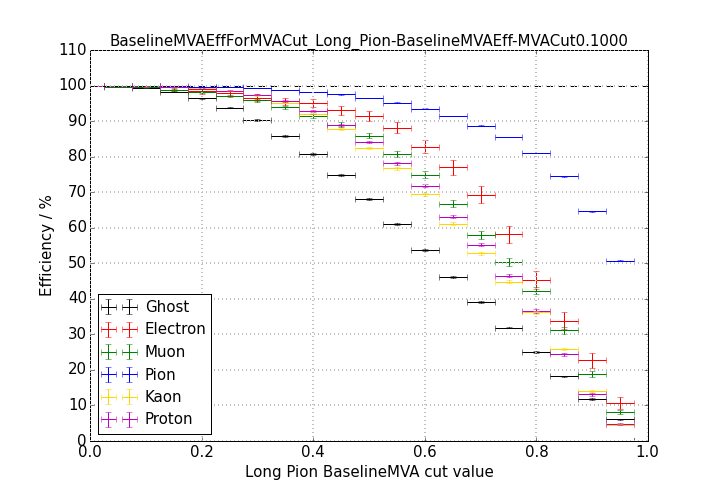 BaselineMVAEffForMVACut_Long_Pion-BaselineMVAEff-MVACut0.1000
110
100
90
80
70
60
50
40
30
20
10
0
Efficiency / %
Ghost
Electron
Muon
Pion
Kaon
Proton
0.0 0.2 0.4 0.6 0.8 1.0
Long Pion BaselineMVA cut value